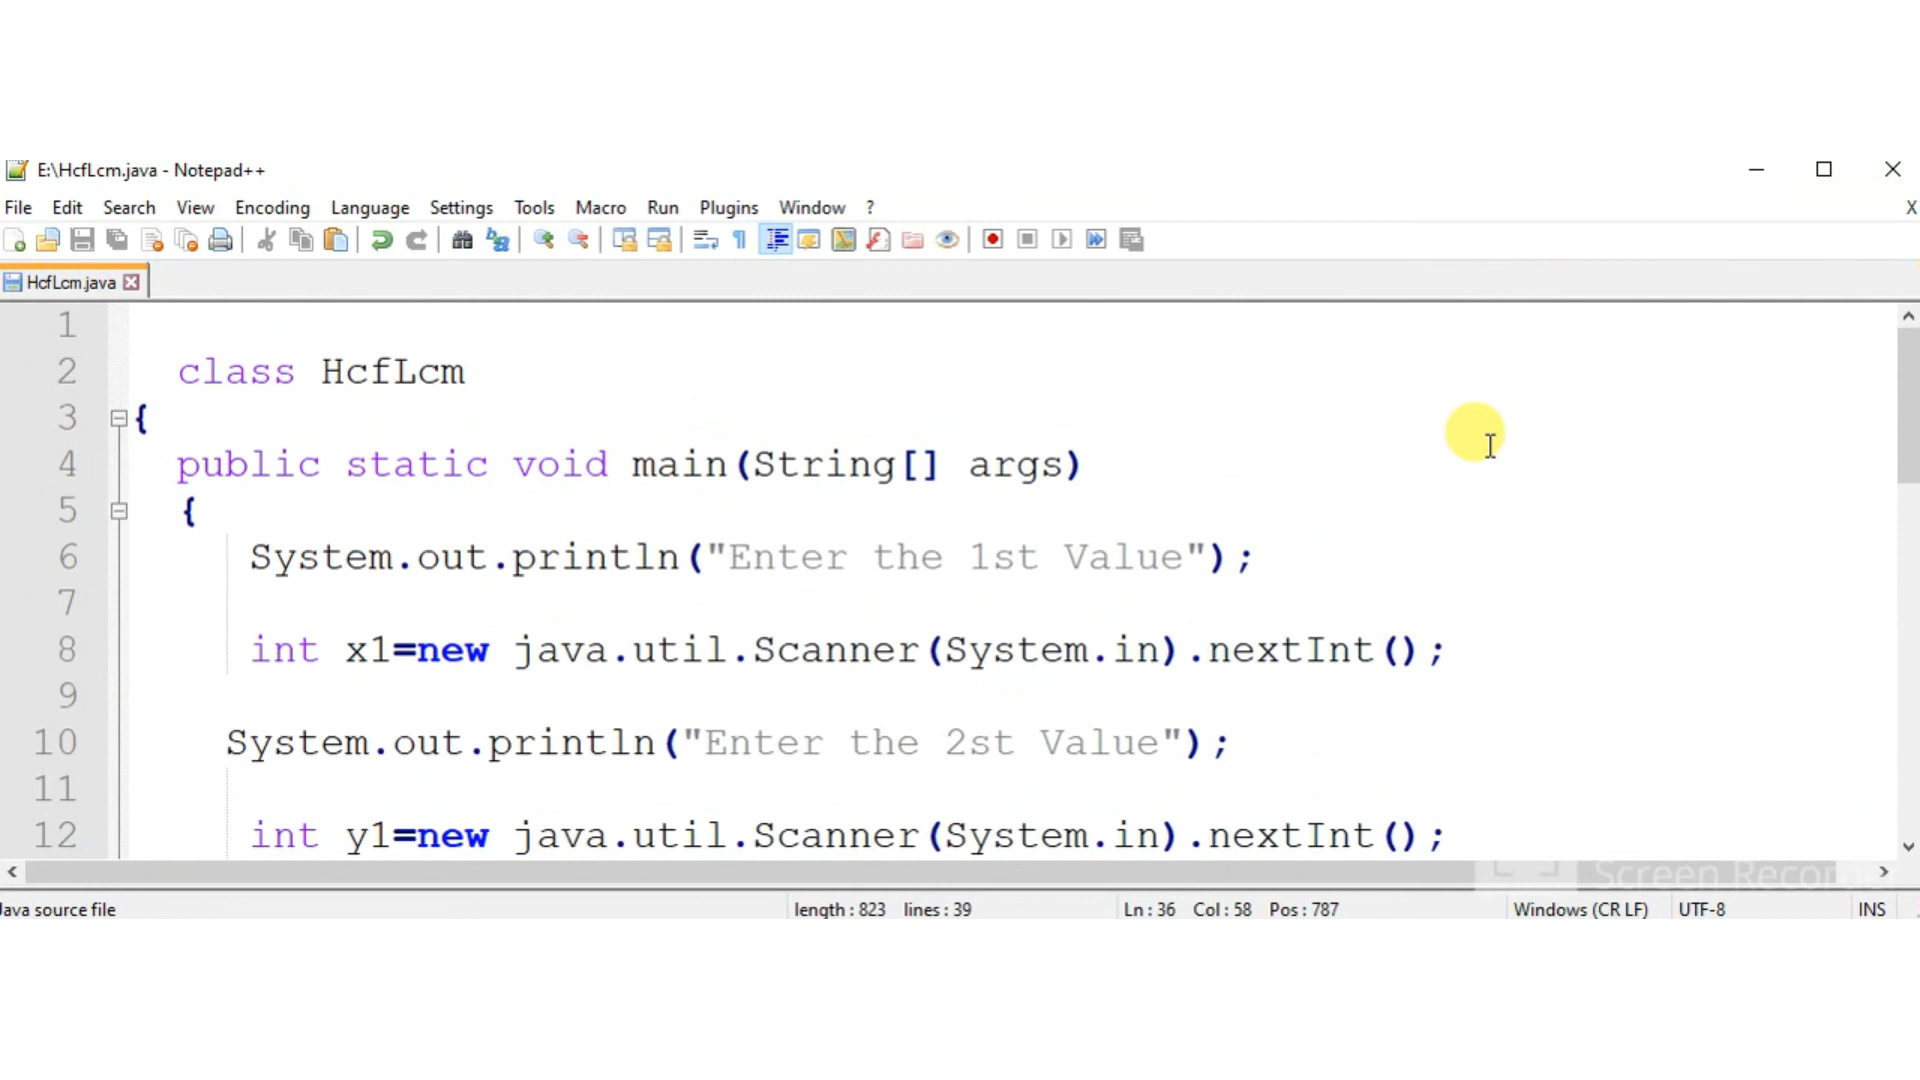 E:\HcfLcm.java - Notepad++
File Edit Search View Encoding Language Settings Tools Macro Run Plugins Window ?
X
HcfLcm.java
1
2 class HcfLcm
3 {
4 public static void main(String[] args)
5 {
6 System.out.println("Enter the 1st Value");
7
8 int x1=new java.util.Scanner(System.in).nextInt();
9
10 System.out.println("Enter the 2st Value");
11
12 int y1=new java.util.Scanner(System.in).nextInt();
Screen
Java source file length : 823 lines : 39 Ln : 36 Col : 58 Pos : 787 Windows (CR LF) UTF-8 INS